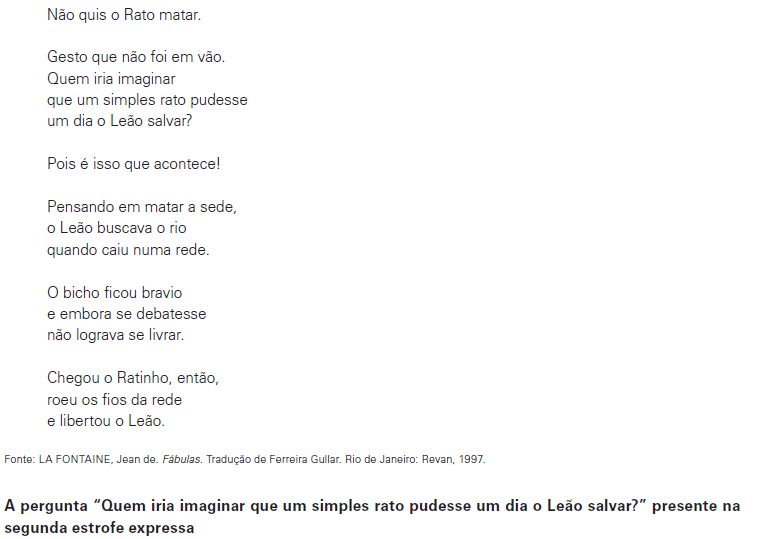 Não quis o Rato matar.
Gesto que não foi em vão.
Quem iria imaginar
que um simples rato pudesse
um dia o Leão salvar?
Pois é isso que acontece!
Pensando em matar a sede,
o Leão buscava o rio
quando caiu numa rede.
O bicho ficou bravio
e embora se debatesse
não lograva se livrar.
Chegou o Ratinho, então,
roeu os fios da rede
e libertou o Leão.
Fonte: LA FONTAINE, Jean de. Fábulas. Tradução de Ferreira Gullar. Rio de Janeiro: Revan, 1997.
A pergunta “Quem iria imaginar que um simples rato pudesse um dia o Leão salvar?” presente na
segunda estrofe expressa